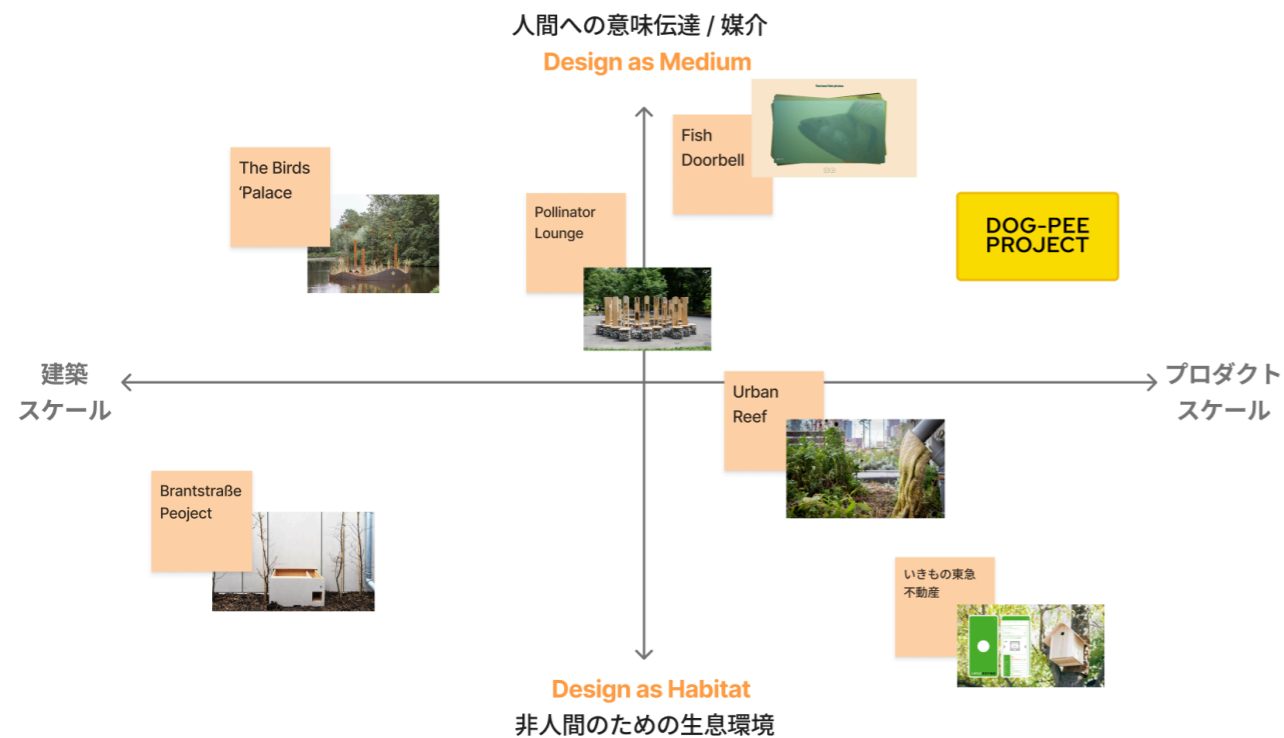 人間への意味伝達 / 媒介
Design as Medium
Fish
Doorbell
The Birds
‘Palace
Pollinator
Lounge
DOG-PEE
PROJECT
建築
スケール
プロダクト
スケール
Urban
Reef
Brantstraße
Peoject
いきもの東急
不動産
Design as Habitat
非人間のための生息環境